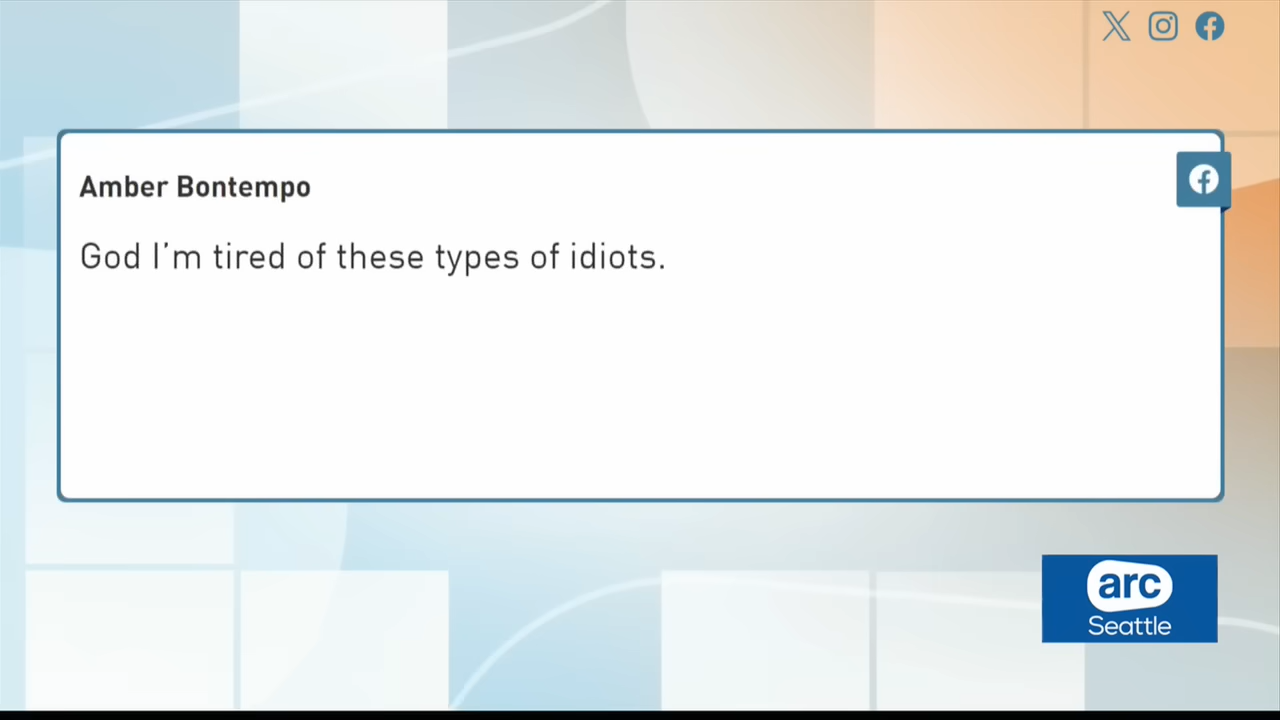 Amber Bontempo
God I'm tired of these types of idiots.
arc
Seattle